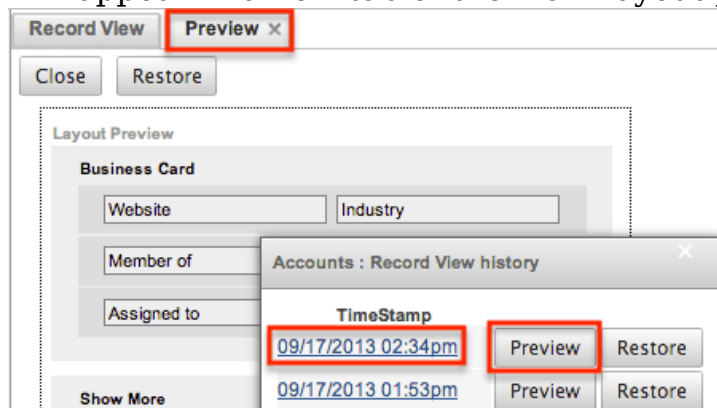 Record View Preview ×
Close Restore
Layout Preview
Business Card
Website Industry
Member of
Assigned to
Show More
Accounts : Record View history
TimeStamp
09/17/2013 02:34pm Preview Restore
09/17/2013 01:53pm Preview Restore